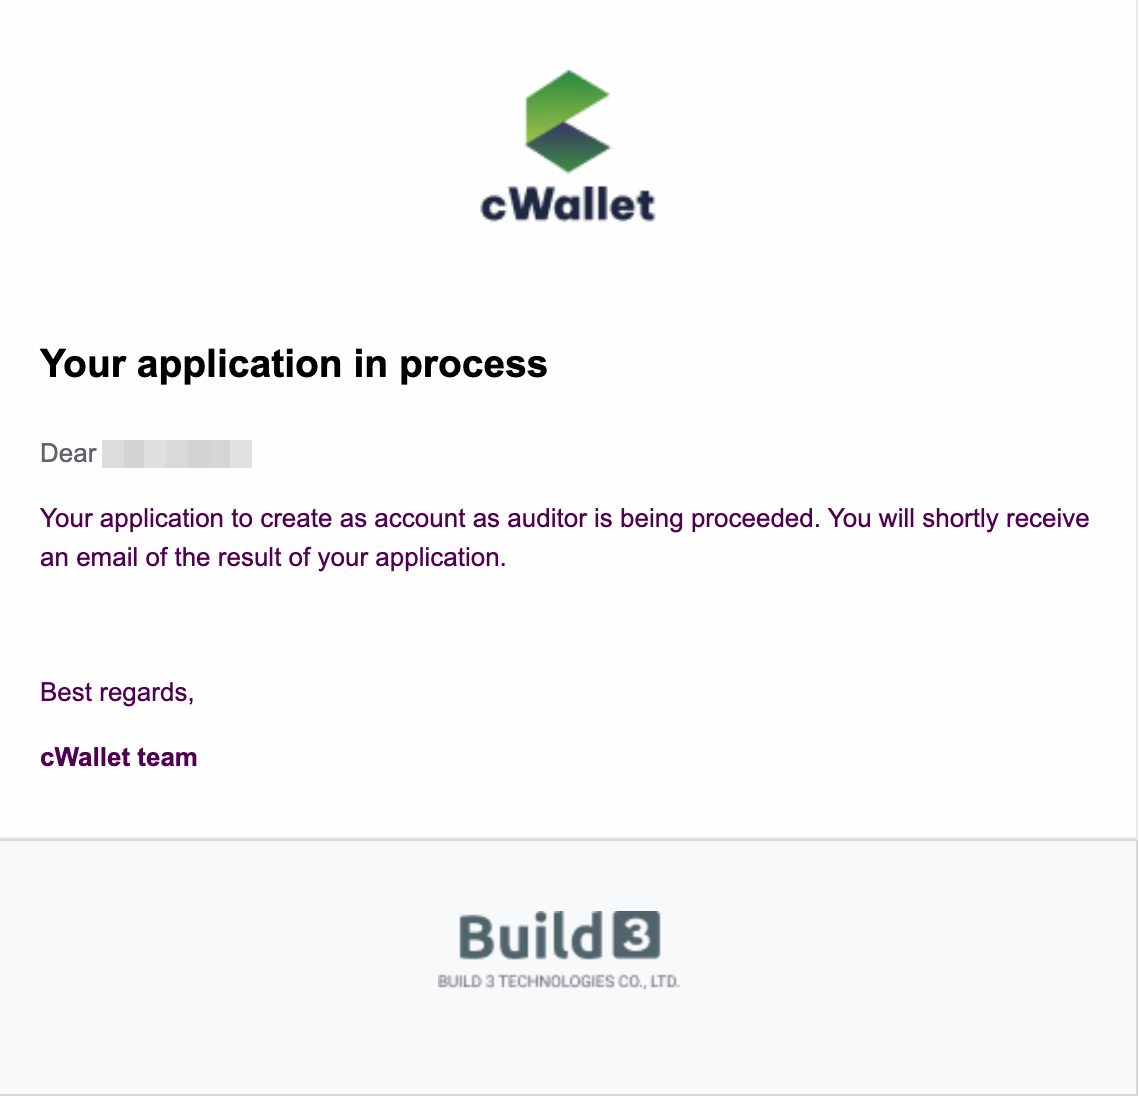 cWallet
Your application in process
Dear
Your application to create as account as auditor is being proceeded. You will shortly receive
an email of the result of your application.
Best regards,
cWallet team
Build 3
BUILD 3 TECHNOLOGIES CO., LTD.